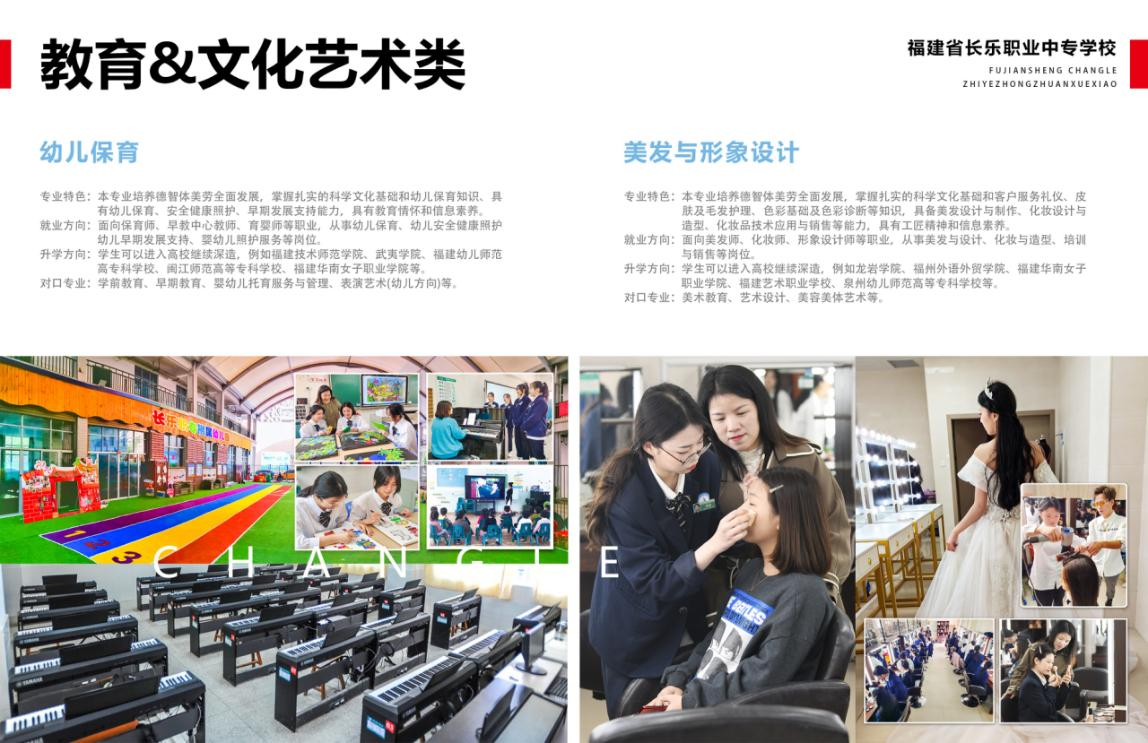 教育&文化艺术类
福建省长乐职业中专学校
FUJIANSHENG CHANGLE
ZHIYEZHONGZHUANXUEXIAO
幼儿保育
专业特色：本专业培养德智体美劳全面发展，掌握扎实的科学文化基础和幼儿保育知识、具
有幼儿保育、安全健康照护、早期发展支持能力，具有教育情怀和信息素养。
就业方向：面向保育师、早教中心教师、育婴师等职业，从事幼儿保育、幼儿安全健康照护
幼儿早期发展支持、婴幼儿照护服务等岗位。
升学方向：学生可以进入高校继续深造，例如福建技术师范学院、武夷学院、福建幼儿师范
高专科学校、闽江师范高等专科学校、福建华南女子职业学院等。
对口专业：学前教育、早期教育、婴幼儿托育服务与管理、表演艺术(幼儿方向)等。
美发与形象设计
专业特色：本专业培养德智体美劳全面发展，掌握扎实的科学文化基础和客户服务礼仪、皮
肤及毛发护理、色彩基础及色彩诊断等知识，具备美发设计与制作、化妆设计与
造型、化妆品技术应用与销售等能力，具有工匠精神和信息素养。
就业方向：面向美发师、化妆师、形象设计师等职业，从事美发与设计、化妆与造型、培训
与销售等岗位。
升学方向：学生可以进入高校继续深造，例如龙岩学院、福州外语外贸学院、福建华南女子
职业学院、福建艺术职业学校、泉州幼儿师范高等专科学校等。
对口专业：美术教育、艺术设计、美容美体艺术等。
CHANGLE